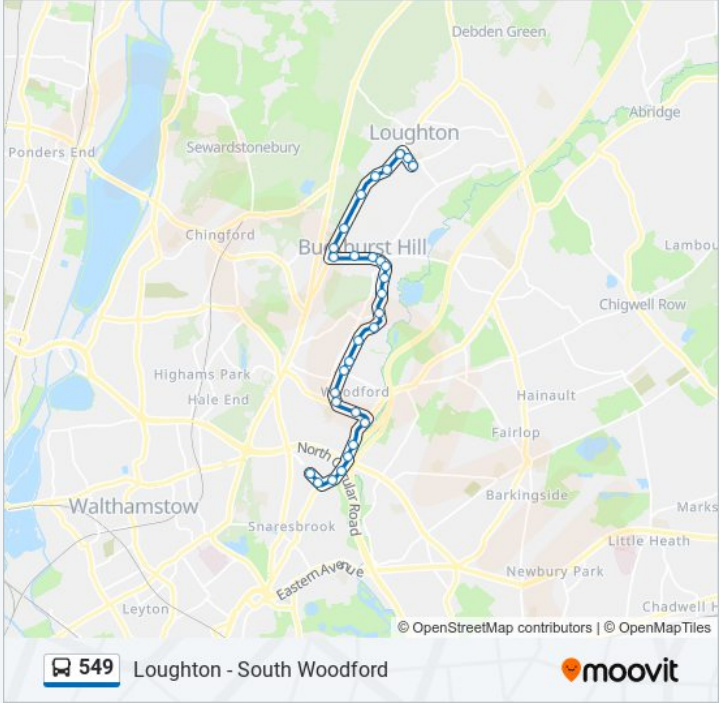 Debden Green
Abridge
Loughton
Sewardstonebury
Ponders End
Chingford
Buckhurst Hill
Lambou
Chigwell Row
Highams Park
Woodford
Hale End
Hainault
Fairlop
North Circular Road
Barkingside
Walthamstow
Marks
Snaresbrook
Little Heath
Eastern Avenue
Newbury Park
Leyton
Chadwell H
© OpenStreetMap contributors | © OpenMapTiles
549 Loughton - South Woodford
moovit